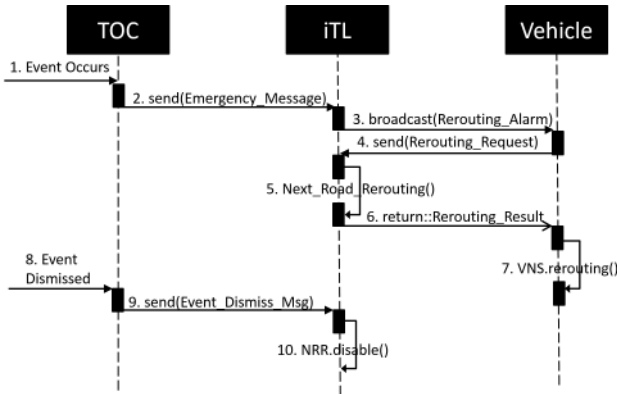 TOC
iTL
Vehicle
1. Event Occurs
2. send(Emergency_Message)
3. broadcast(Rerouting_Alarm)
4. send(Rerouting_Request)
5. Next_Road_Rerouting()
6. return::Rerouting_Result
7. VNS.rerouting()
8. Event
Dismissed
9. send(Event_Dismiss_Msg)
10. NRR.disable()